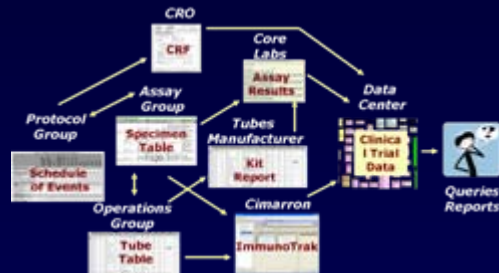 CRO
CRF
Core
Labs
Assay
Results
Assay
Group
Data
Center
Protocol
Group
Specimen
Table
Tubes
Manufacturer
Clinica
l Trial
Data
Schedule
of Events
Kit
Report
Operations
Group
Cimarron
Queries
Reports
Tube
Table
ImmunoTrak
?